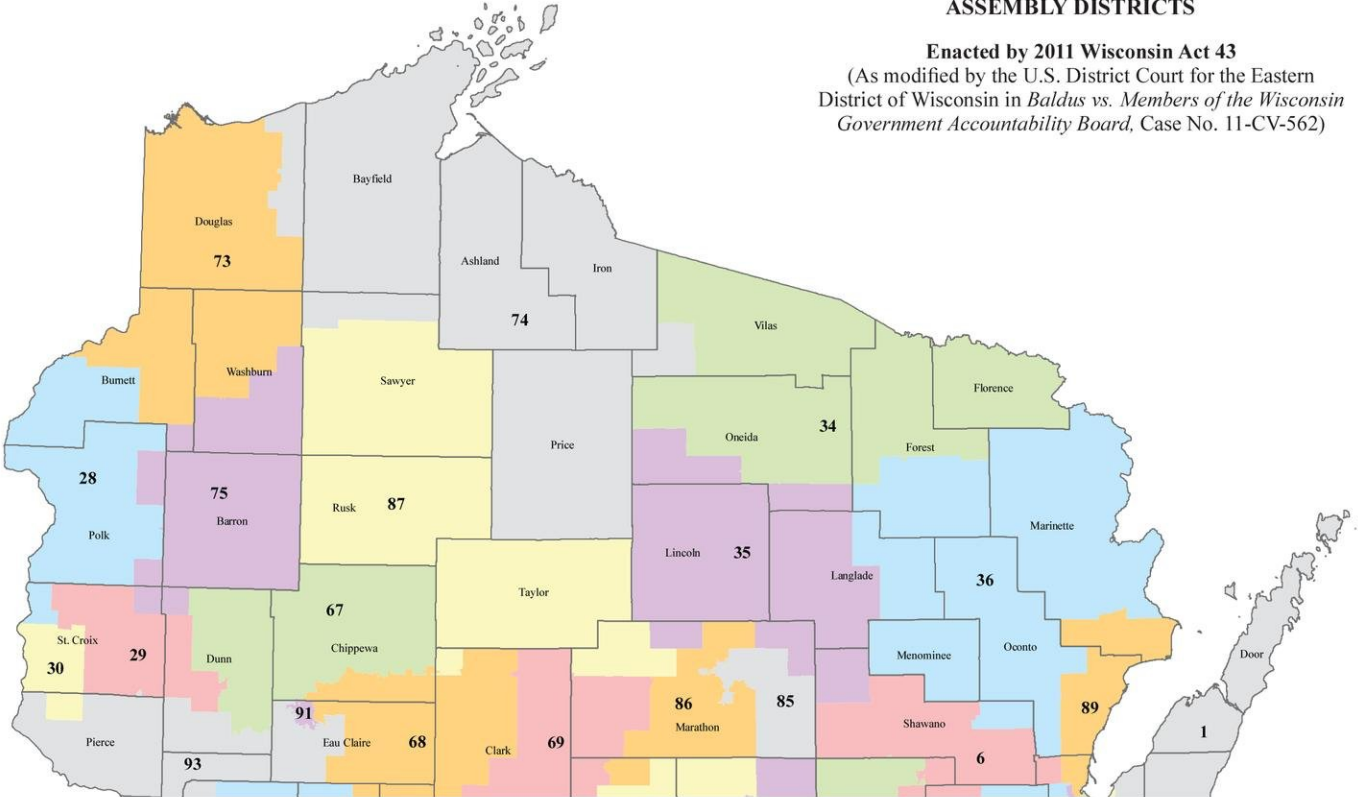 ASSEMBLY DISTRICTS
Enacted by 2011 Wisconsin Act 43
(As modified by the U.S. District Court for the Eastern
District of Wisconsin in Baldus vs. Members of the Wisconsin
Government Accountability Board, Case No. 11-CV-562)
Bayfield
Douglas
73
Ashland
Iron
74
Vilas
Burnett
Washburn
Sawyer
Florence
Oneida
34
Price
Forest
28
75
Barron
Rusk
87
Polk
Marinette
Lincoln
35
Langlade
36
Taylor
67
Chippewa
St. Croix
30
29
Dunn
Menominee
Oconto
Door
91
86
Marathon
85
89
Shawano
Pierce
Eau Claire
68
Clark
69
1
93
6